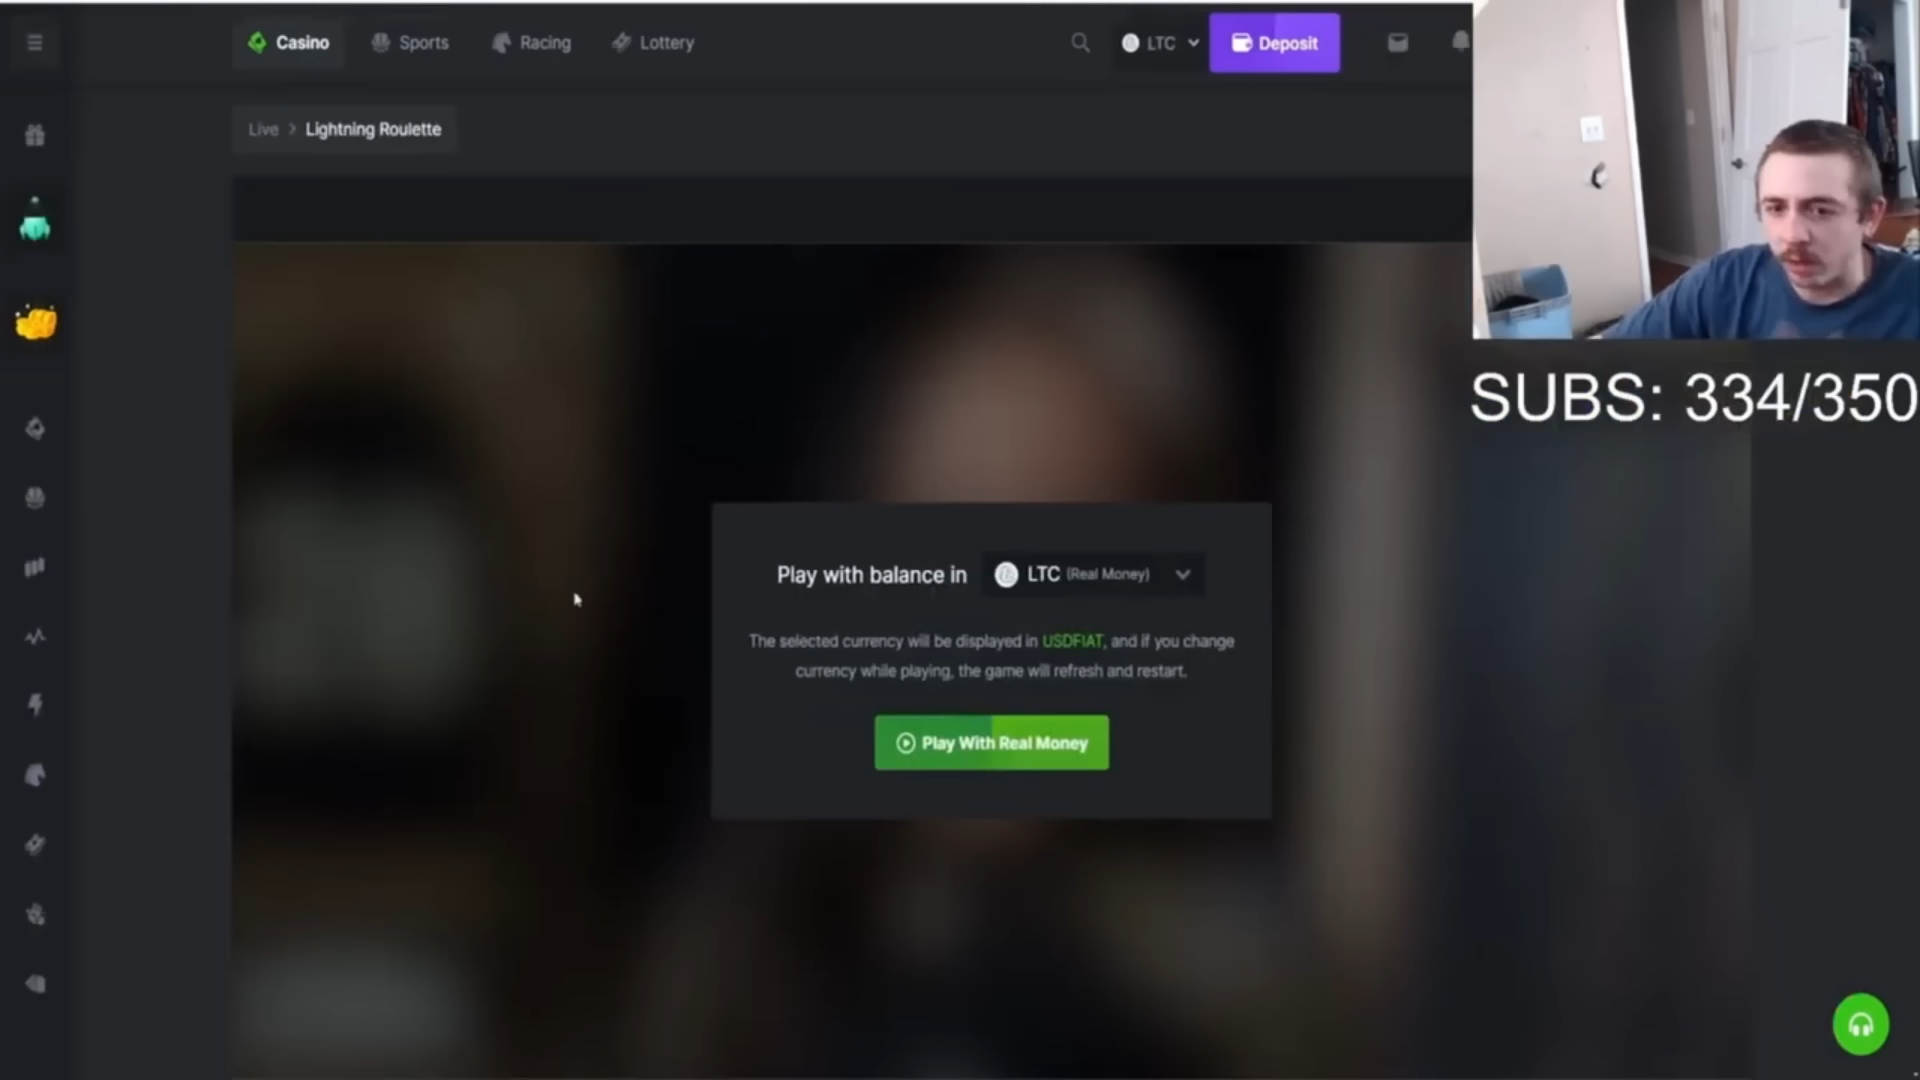 Casino
Sports
Racing
Lottery
LTC
Deposit
Live > Lightning Roulette
SUBS: 334/350
Play with balance in LTC (Real Money)
The selected currency will be displayed in USDFIAT, and if you change
currency while playing, the game will refresh and restart.
Play With Real Money